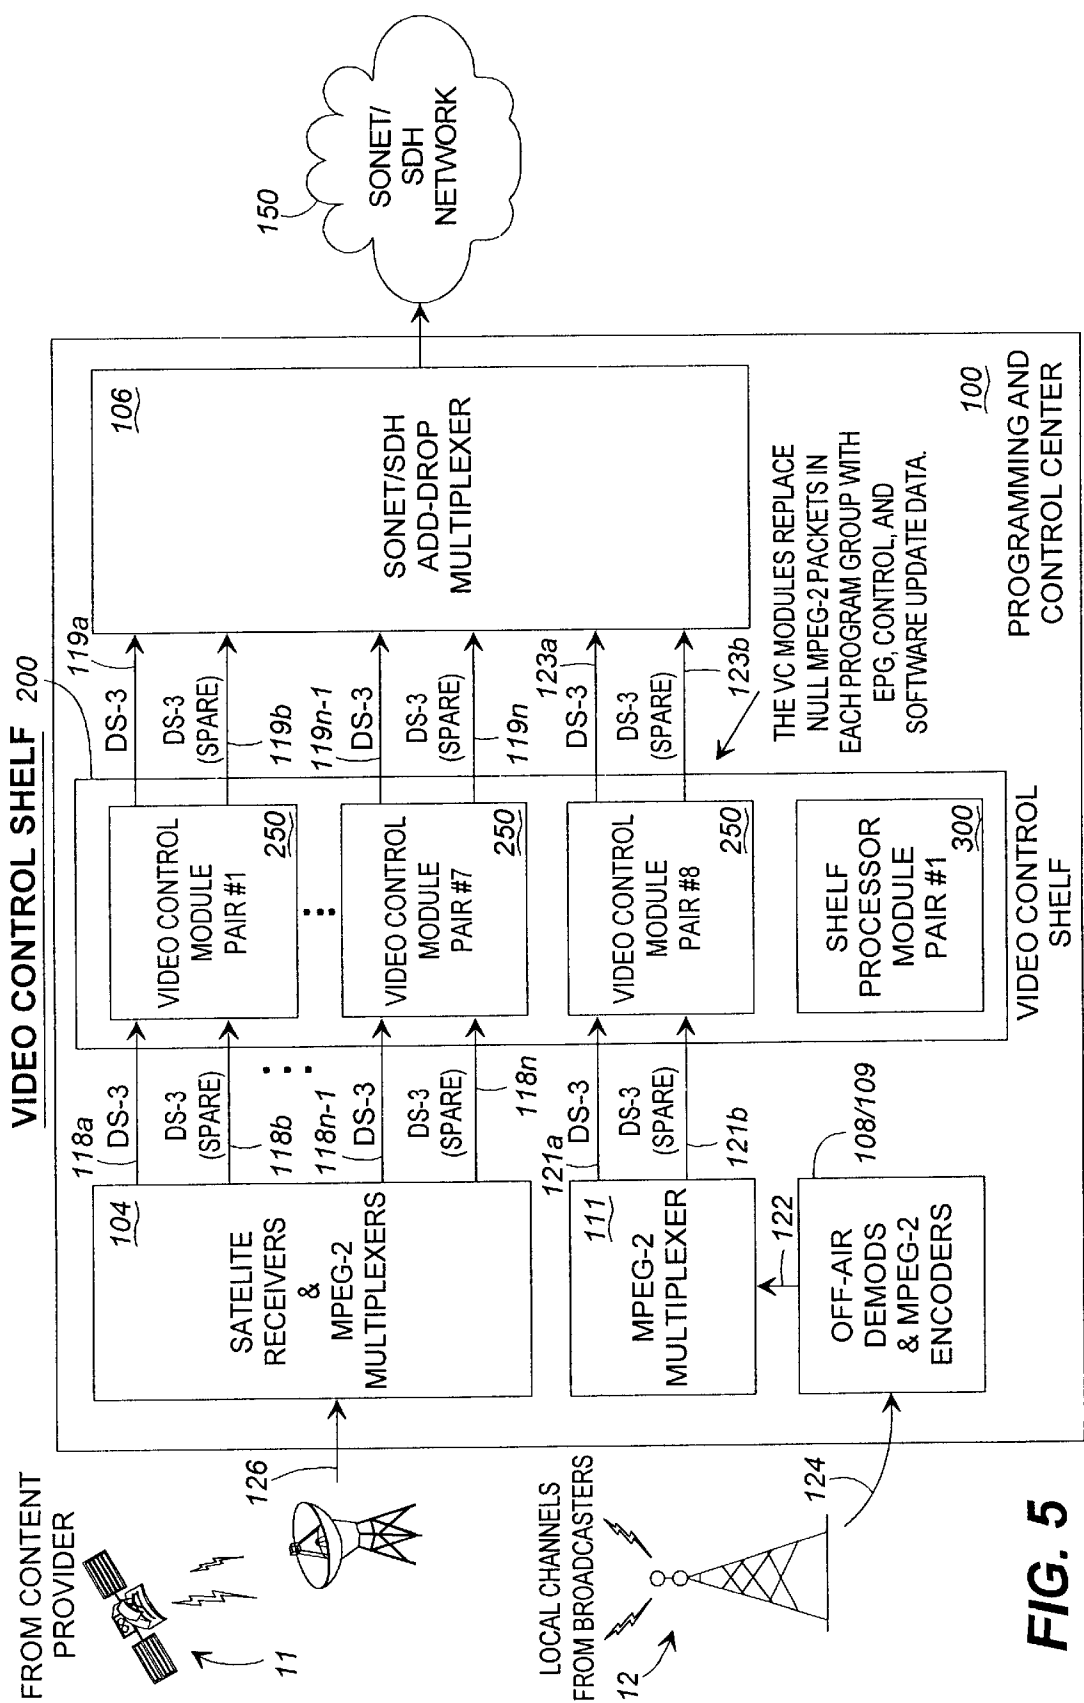 VIDEO CONTROL SHELF
FROM CONTENT
PROVIDER
11
126
LOCAL CHANNELS
FROM BROADCASTERS
12
124
104
SATELITE
RECEIVERS
&
MPEG-2
MULTIPLEXERS
111
MPEG-2
MULTIPLEXER
122
OFF-AIR
DEMODS
& MPEG-2
ENCODERS
108/109
118a
DS-3
DS-3
(SPARE)
118b
118n-1
DS-3
DS-3
(SPARE)
118n
121a
DS-3
DS-3
(SPARE)
121b
200
VIDEO CONTROL
MODULE
PAIR #1
250
VIDEO CONTROL
MODULE
PAIR #7
250
VIDEO CONTROL
MODULE
PAIR #8
250
SHELF
PROCESSOR
MODULE
PAIR #1
300
VIDEO CONTROL
SHELF
119a
DS-3
DS-3
(SPARE)
119b
119n-1
DS-3
DS-3
(SPARE)
119n
123a
DS-3
DS-3
(SPARE)
123b
THE VC MODULES REPLACE
NULL MPEG-2 PACKETS IN
EACH PROGRAM GROUP WITH
EPG, CONTROL, AND
SOFTWARE UPDATE DATA.
106
SONET/SDH
ADD-DROP
MULTIPLEXER
100
PROGRAMMING AND
CONTROL CENTER
150
SONET/
SDH
NETWORK
FIG. 5